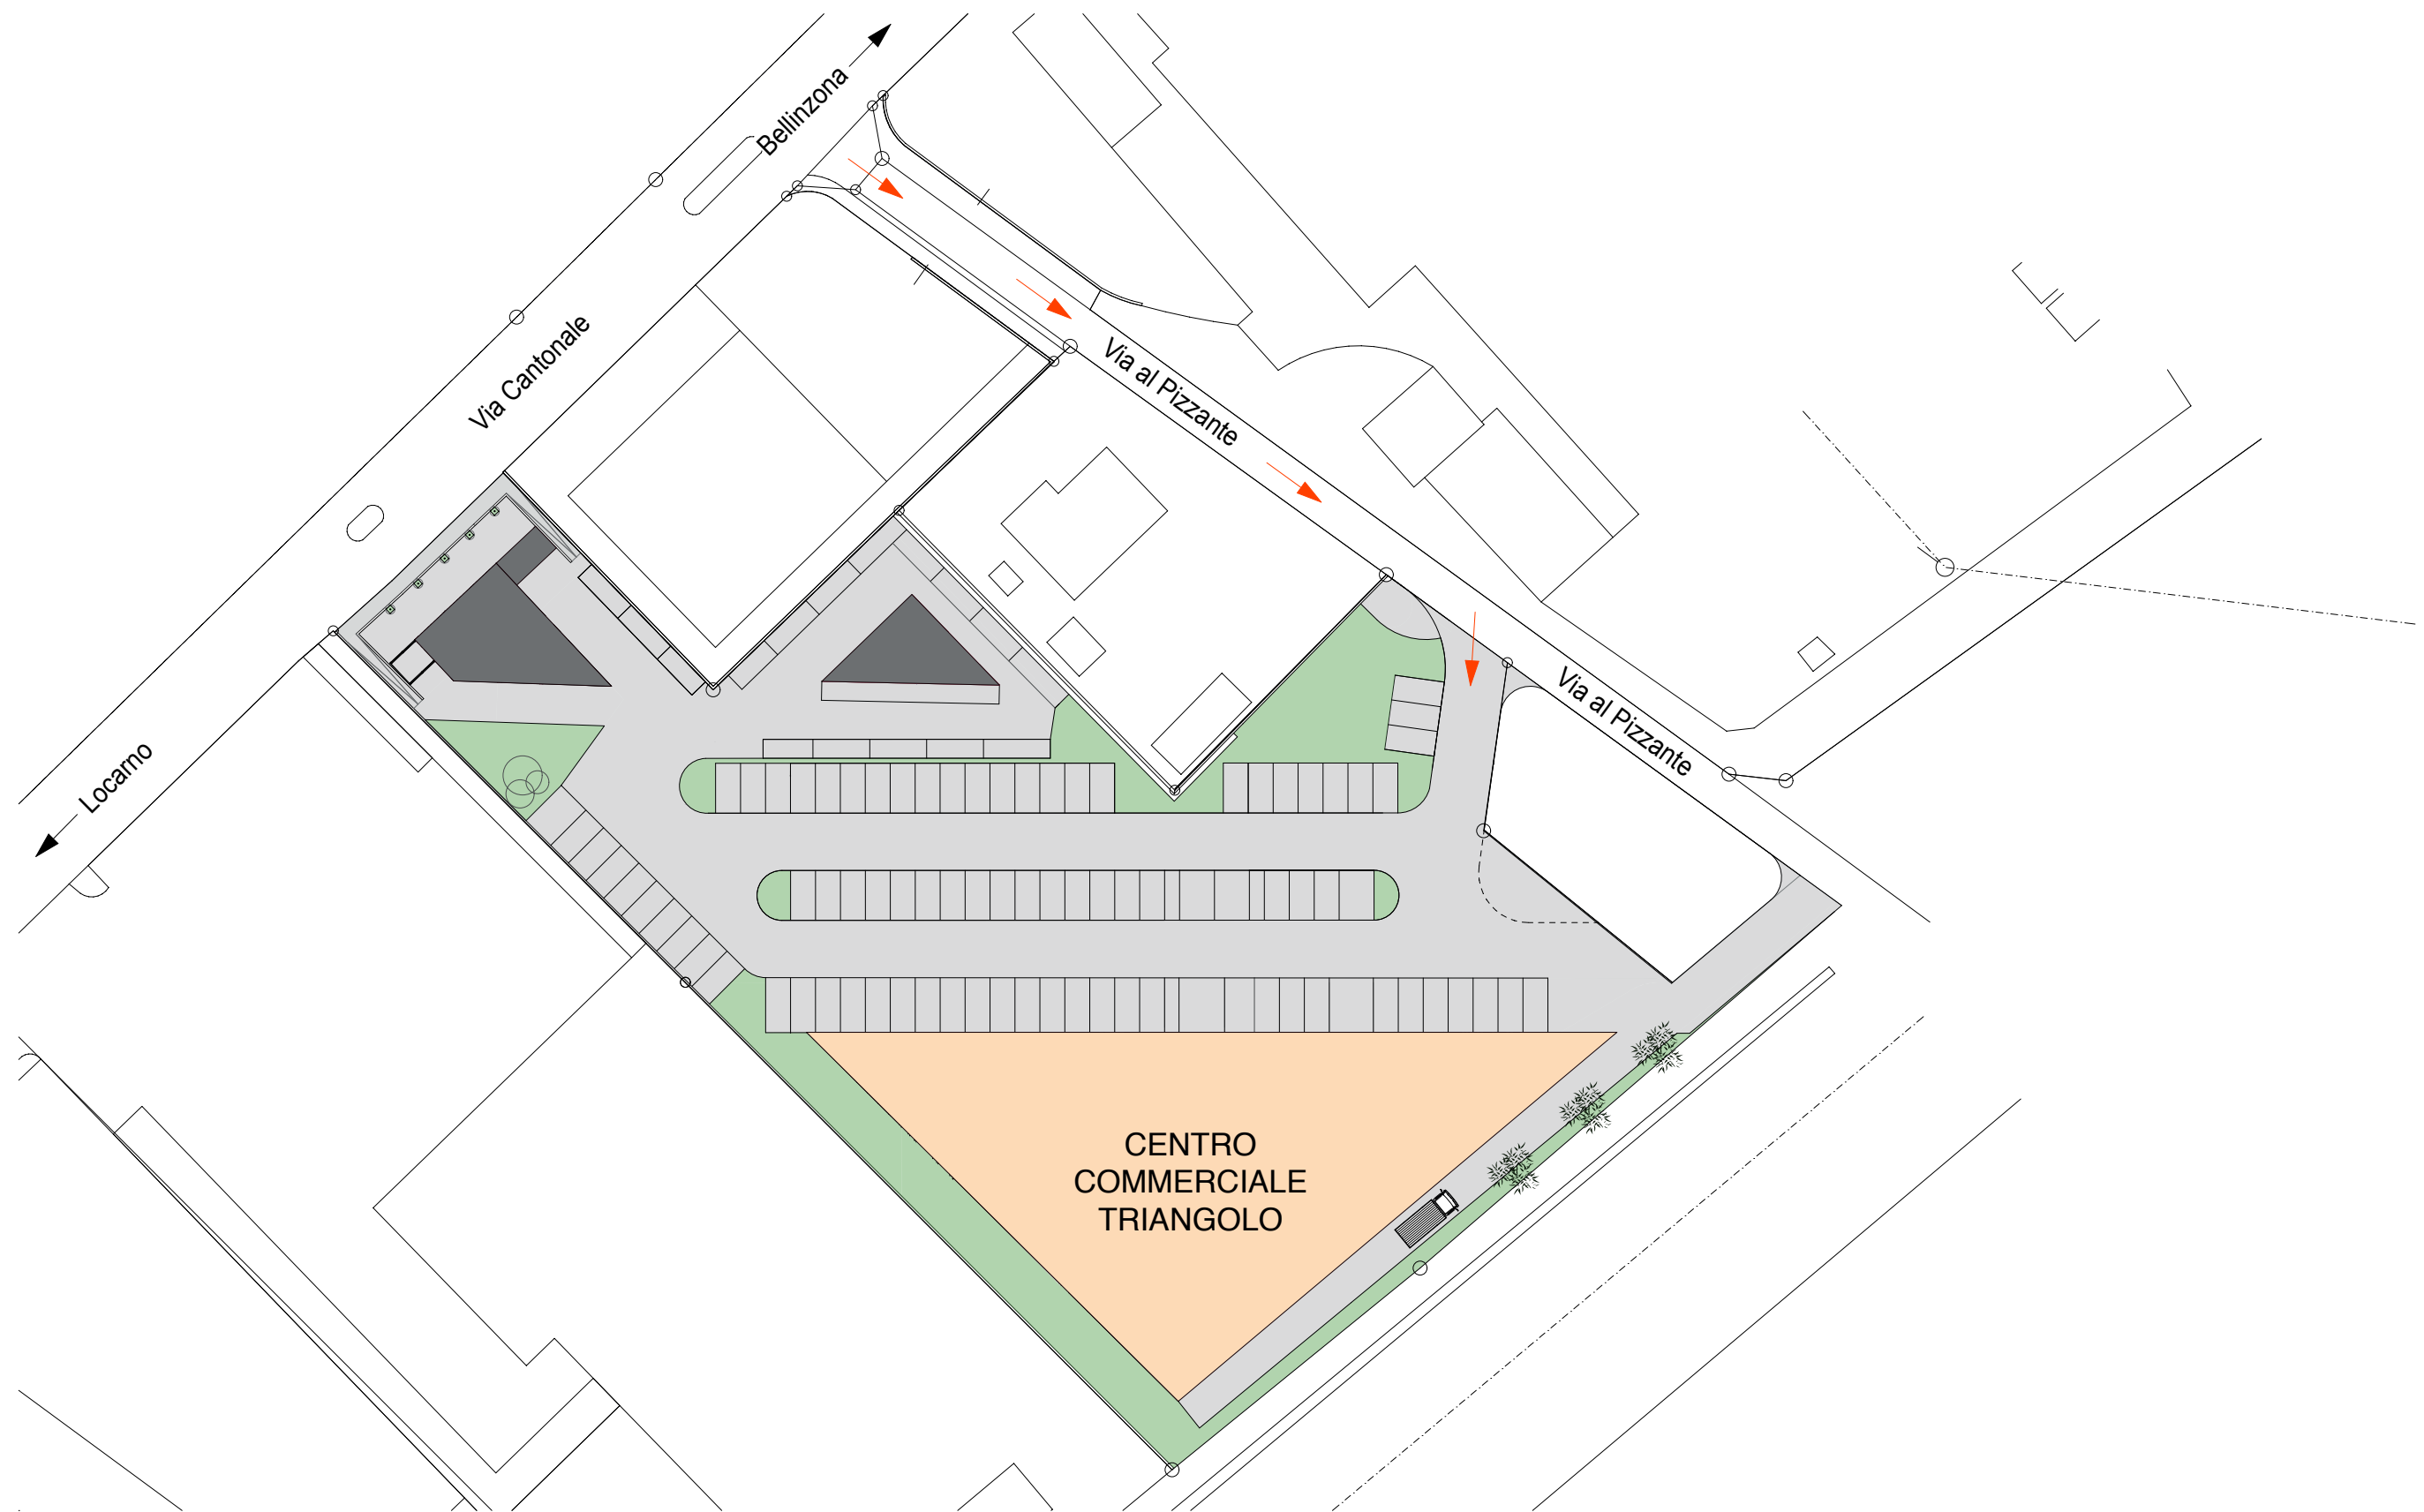 Bellinzona
Via Cantonale
Via al Pizzante
Via al Pizzante
Locarno
CENTRO
COMMERCIALE
TRIANGOLO